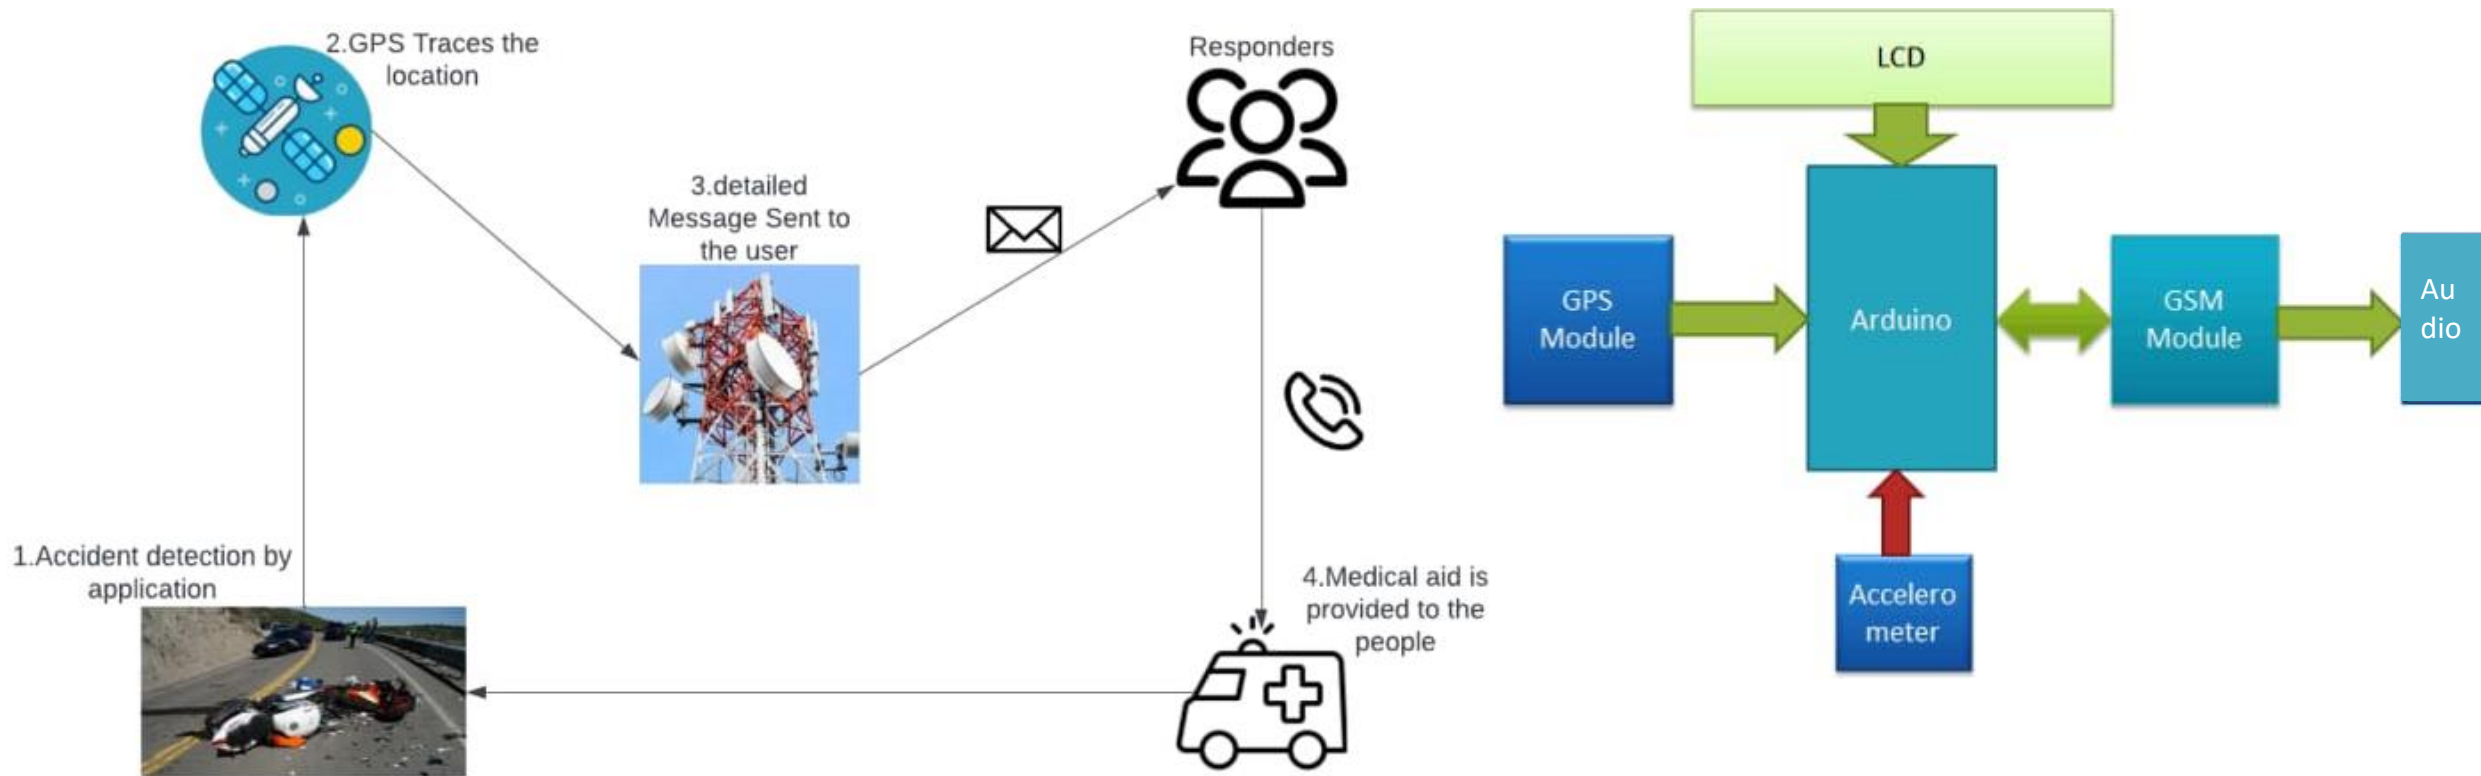 2.GPS Traces the
location
3.detailed
Message Sent to
the user
Responders
1.Accident detection by
application
4.Medical aid is
provided to the
people
LCD
GPS
Module
Arduino
GSM
Module
Au
dio
Accelero
meter